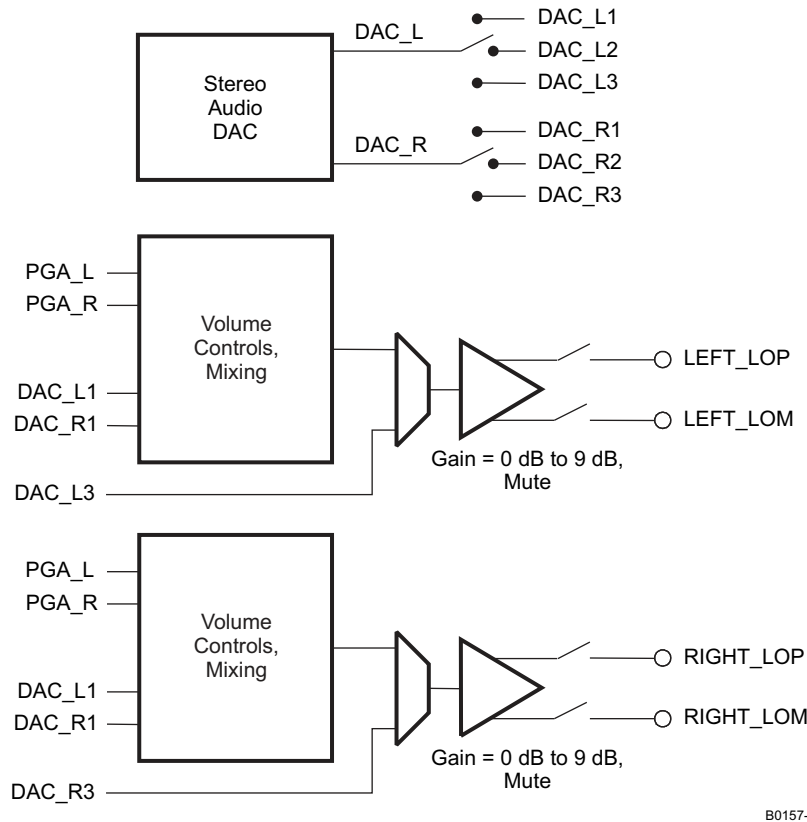 DAC_L
DAC_L1
DAC_L2
DAC_L3
Stereo
Audio
DAC
DAC_R
DAC_R1
DAC_R2
DAC_R3
PGA_L
PGA_R
DAC_L1
DAC_R1
DAC_L3
Volume
Controls,
Mixing
LEFT_LOP
LEFT_LOM
Gain = 0 dB to 9 dB,
Mute
PGA_L
PGA_R
DAC_L1
DAC_R1
DAC_R3
Volume
Controls,
Mixing
RIGHT_LOP
RIGHT_LOM
Gain = 0 dB to 9 dB,
Mute
B0157-